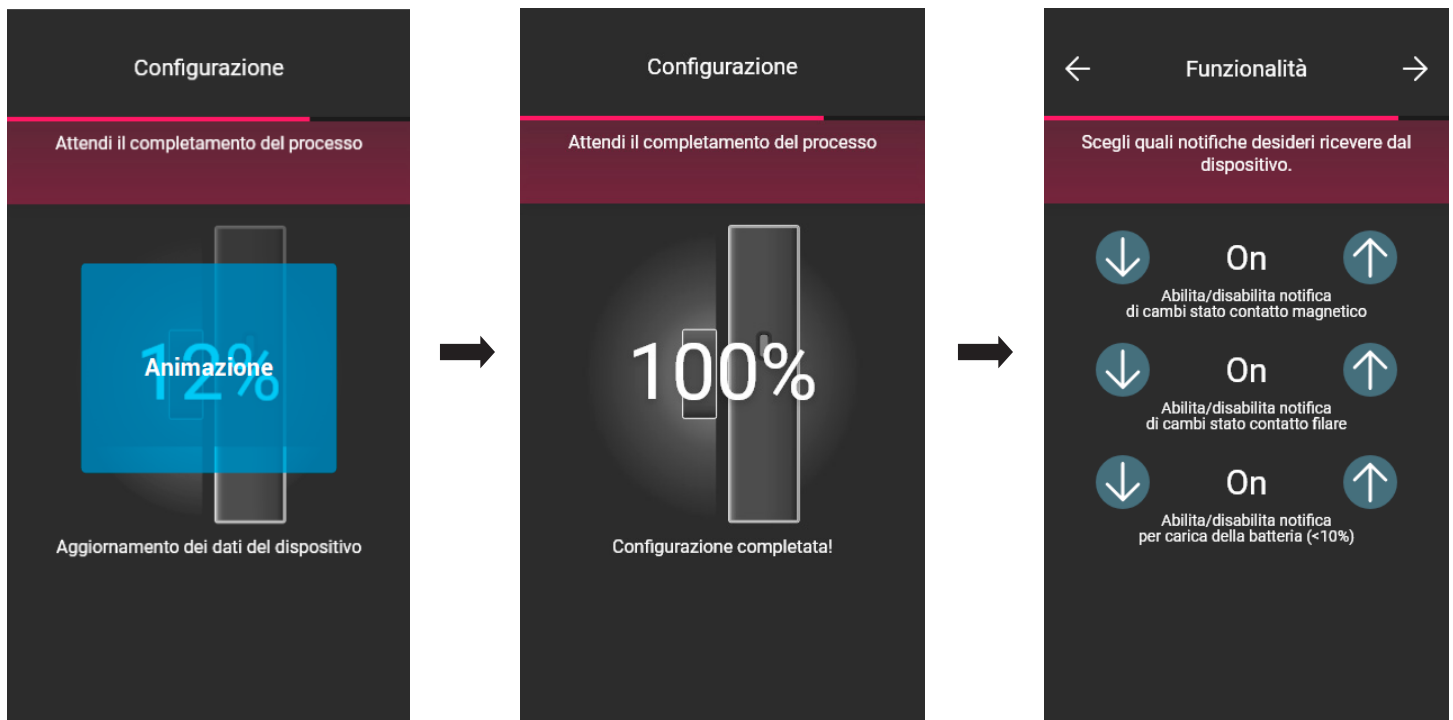 Configurazione
Attendi il completamento del processo
12%
Animazione
Aggiornamento dei dati del dispositivo
Configurazione
Attendi il completamento del processo
100%
Configurazione completata!
Funzionalità
Scegli quali notifiche desideri ricevere dal
dispositivo.
On
Abilita/disabilita notifica
di cambi stato contatto magnetico
On
Abilita/disabilita notifica
di cambi stato contatto filare
On
Abilita/disabilita notifica
per carica della batteria (<10%)